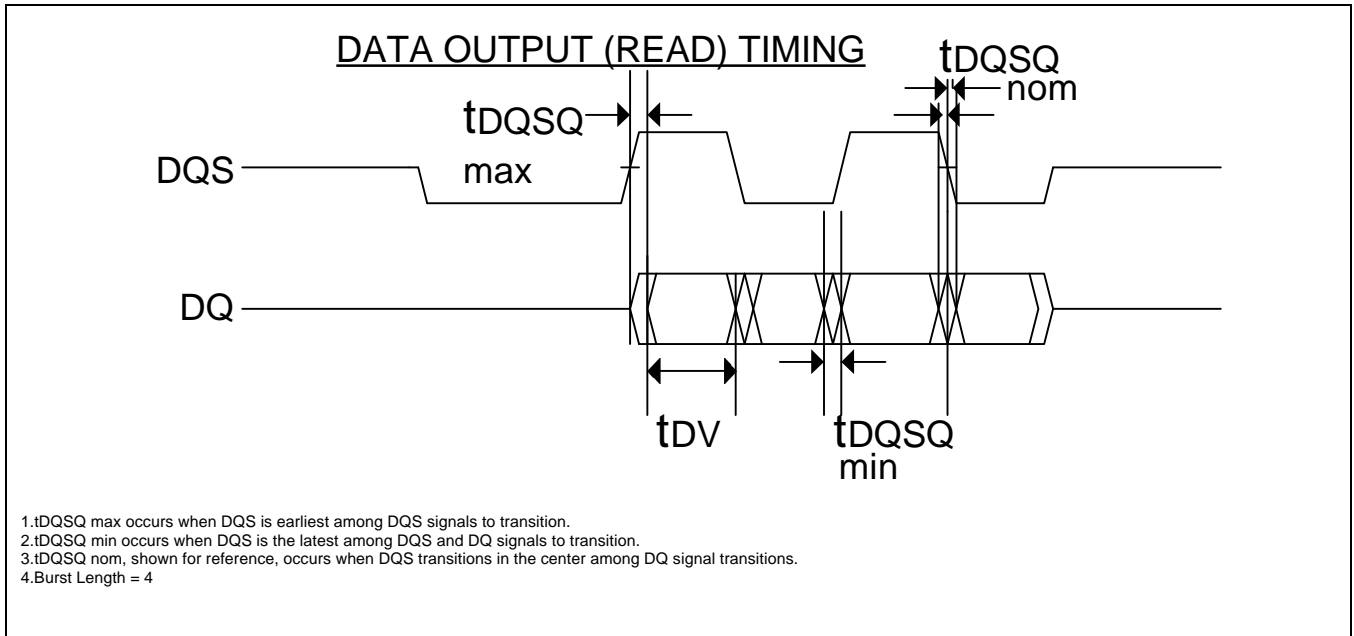 DATA OUTPUT (READ) TIMING
tDQSQ
nom
tDQSQ
max
DQS
DQ
tDV
tDQSQ
min
1.tDQSQ max occurs when DQS is earliest among DQS signals to transition.
2.tDQSQ min occurs when DQS is the latest among DQS and DQ signals to transition.
3.tDQSQ nom, shown for reference, occurs when DQS transitions in the center among DQ signal transitions.
4.Burst Length = 4